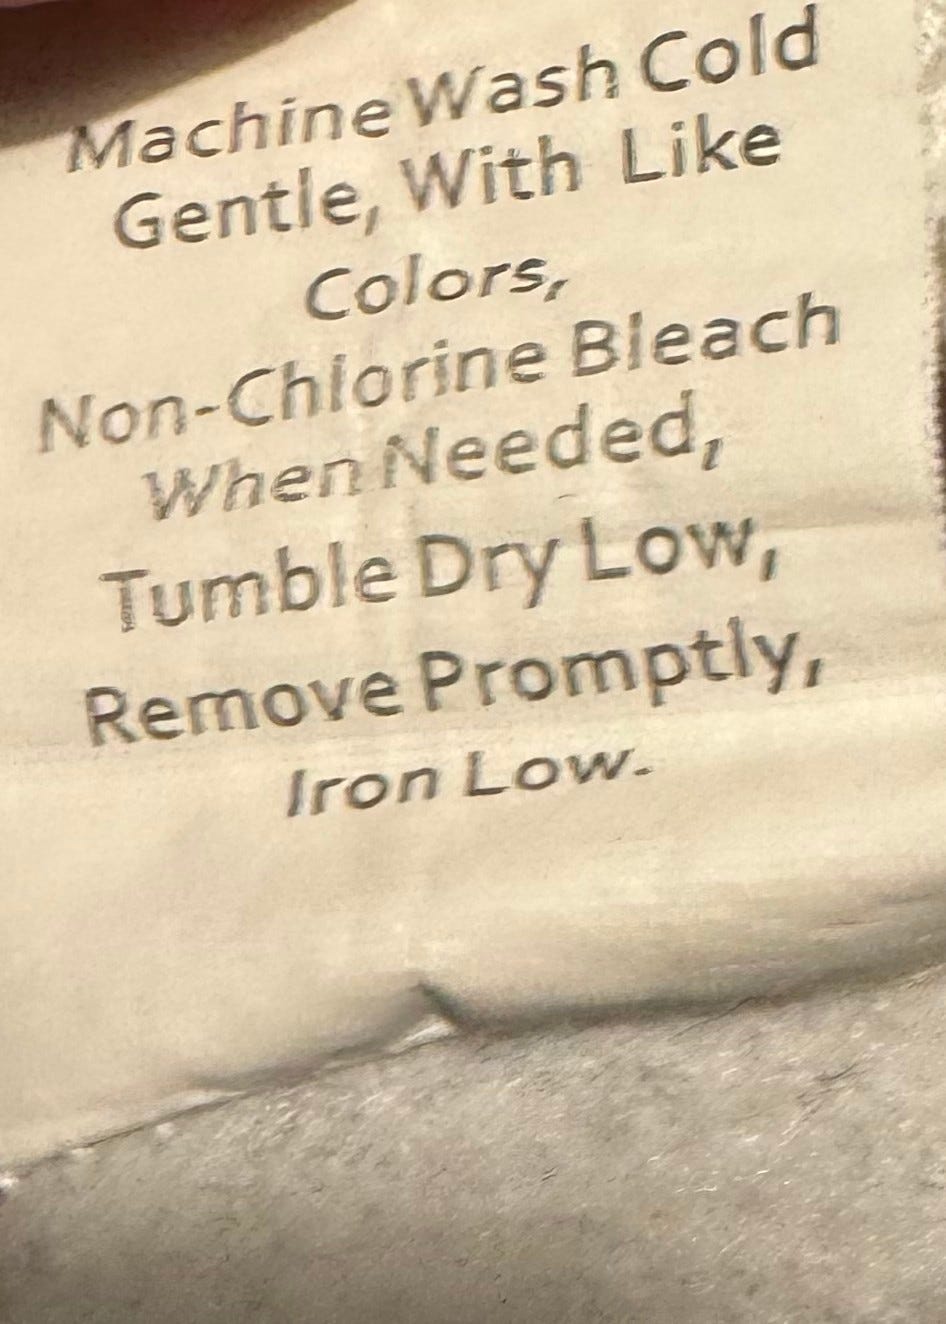 Machine Wash Cold
Gentle, With Like
Colors,
Non-Chlorine Bleach
When Needed,
Tumble Dry Low,
Remove Promptly,
Iron Low.